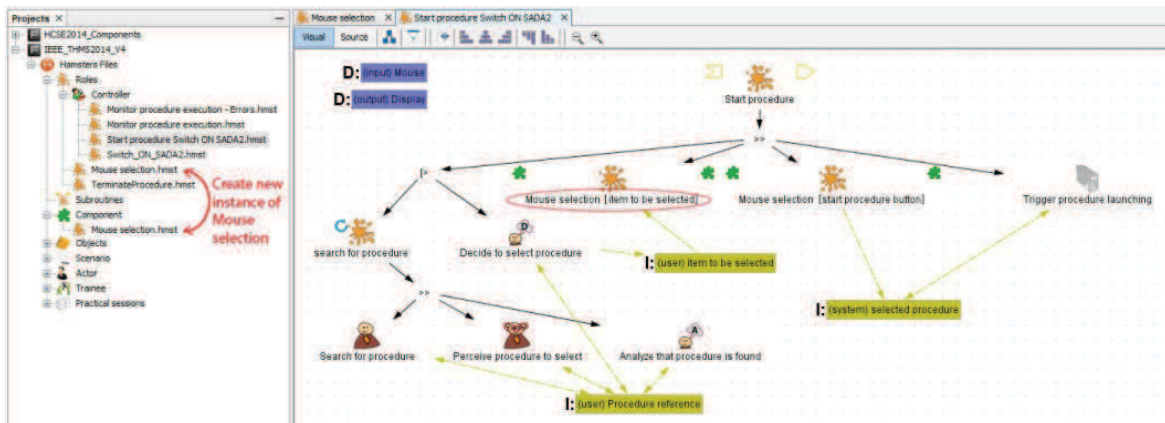 Projects
HCSE2014_Components
IEEE_THMS2014_V4
Hamsters Files
Roles
Controller
Monitor procedure execution - Errors.hmst
Monitor procedure execution.hmst
Start procedure Switch ON SADA2.hmst
Switch_ON_SADA2.hmst
Mouse selection.hmst
TerminateProcedure.hmst
Subroutines
Component
Mouse selection.hmst
Objects
Scenario
Actor
Trainee
Practical sessions
Create new
instance of
Mouse
selection
Mouse selection
Start procedure Switch ON SADA2
Visual
Source
D: (input) Mouse
D: (output) Display
Start procedure
>>
[>
Mouse selection [item to be selected]
Mouse selection [start procedure button]
Trigger procedure launching
search for procedure
D
Decide to select procedure
I: (user) item to be selected
>>
I: (system) selected procedure
Search for procedure
Perceive procedure to select
A
Analyze that procedure is found
I: (user) Procedure reference